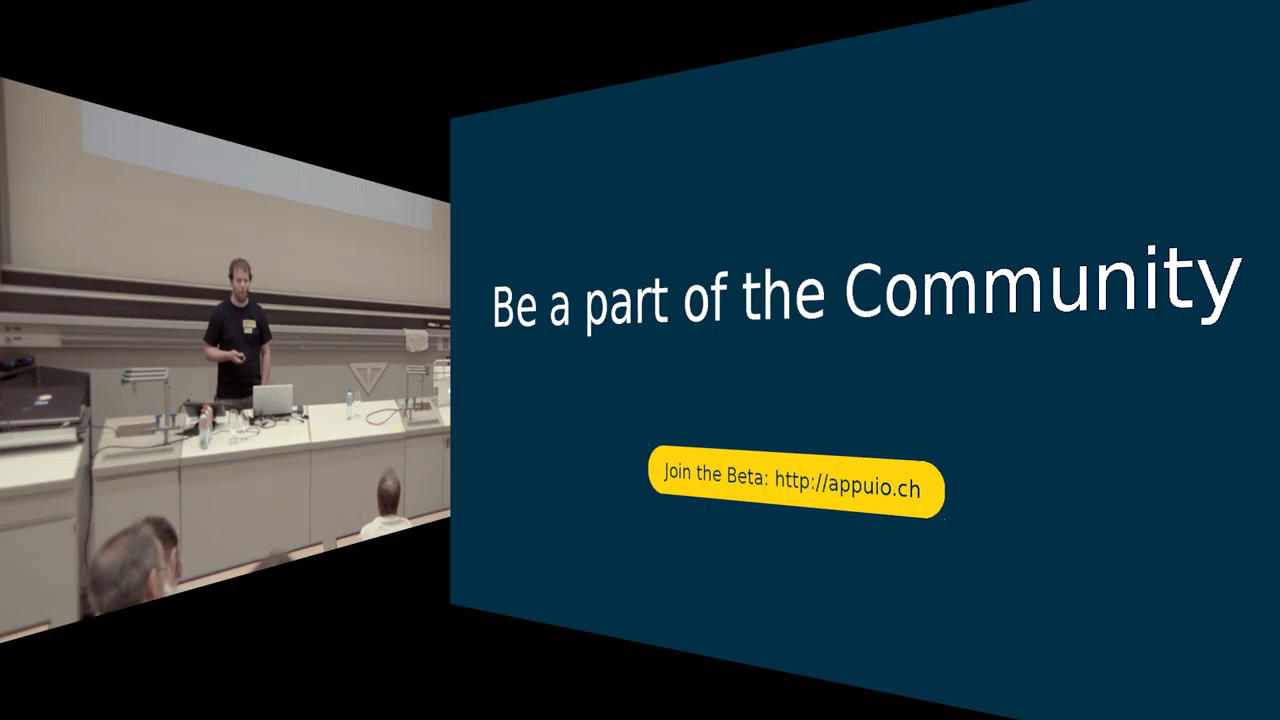 Be a part of the Community
Join the Beta: http://appuio.ch